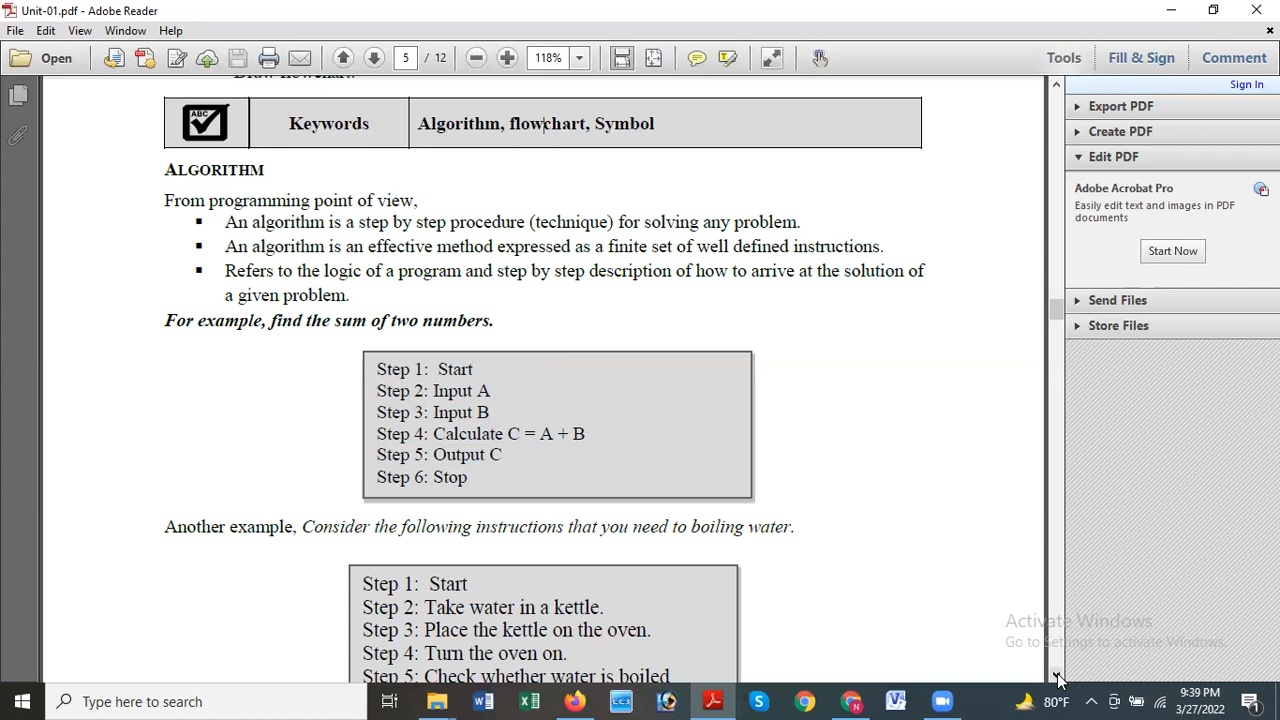 Unit-01.pdf - Adobe Reader
File Edit View Window Help
Open 5 / 12 118% Tools Fill & Sign Comment
Draw flowchart.
Sign In
ABC Keywords Algorithm, flowchart, Symbol
ALGORITHM
From programming point of view,
▪ An algorithm is a step by step procedure (technique) for solving any problem.
▪ An algorithm is an effective method expressed as a finite set of well defined instructions.
▪ Refers to the logic of a program and step by step description of how to arrive at the solution of
a given problem.
For example, find the sum of two numbers.
Step 1: Start
Step 2: Input A
Step 3: Input B
Step 4: Calculate C = A + B
Step 5: Output C
Step 6: Stop
Another example, Consider the following instructions that you need to boiling water.
Step 1: Start
Step 2: Take water in a kettle.
Step 3: Place the kettle on the oven.
Step 4: Turn the oven on.
Step 5: Check whether water is boiled
Export PDF
Create PDF
Edit PDF
Adobe Acrobat Pro
Easily edit text and images in PDF
documents
Start Now
Send Files
Store Files
Activate Windows
Go to Settings to activate Windows.
Type here to search
CC3
N
80°F
9:39 PM
3/27/2022
1